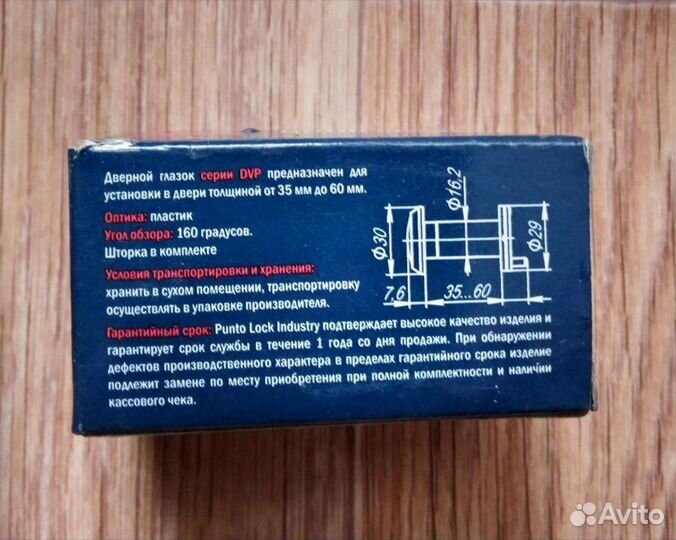 Дверной глазок серии DVP предназначен для
установки в двери толщиной от 35 мм до 60 мм.
Оптика: пластик
Угол обзора: 160 градусов.
Шторка в комплекте
Условия транспортировки и хранения:
хранить в сухом помещении, транспортировку
осуществлять в упаковке производителя.
Ф30
Ф16,2
Ф29
7,6
35...60
Гарантийный срок: Punto Lock Industry подтверждает высокое качество изделия и
гарантирует срок службы в течение 1 года со дня продажи. При обнаружении
дефектов производственного характера в пределах гарантийного срока изделие
подлежит замене по месту приобретения при полной комплектности и наличии
кассового чека.
Avito